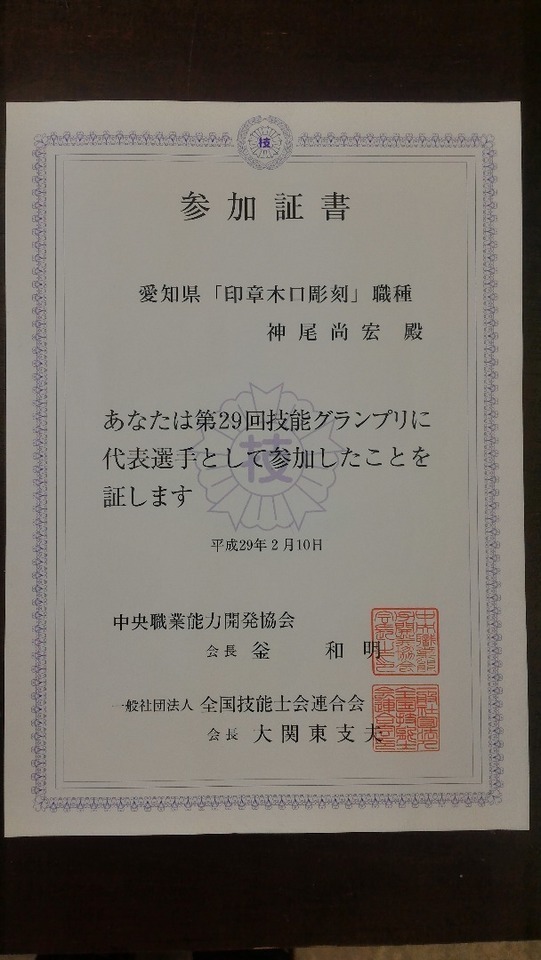 技
参加証書
愛知県「印章木口彫刻」職種
神尾尚宏 殿
あなたは第29回技能グランプリに
代表選手として参加したことを
証します
技
平成29年2月10日
中央職業能力開発協会
会長 釜 和明
一般社団法人 全国技能士会連合会
会長 大関東支夫